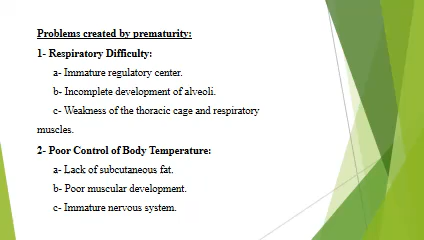 Problems created by prematurity:
1- Respiratory Difficulty:
a- Immature regulatory center.
b- Incomplete development of alveoli.
c- Weakness of the thoracic cage and respiratory
muscles.
2- Poor Control of Body Temperature:
a- Lack of subcutaneous fat.
b- Poor muscular development.
c- Immature nervous system.